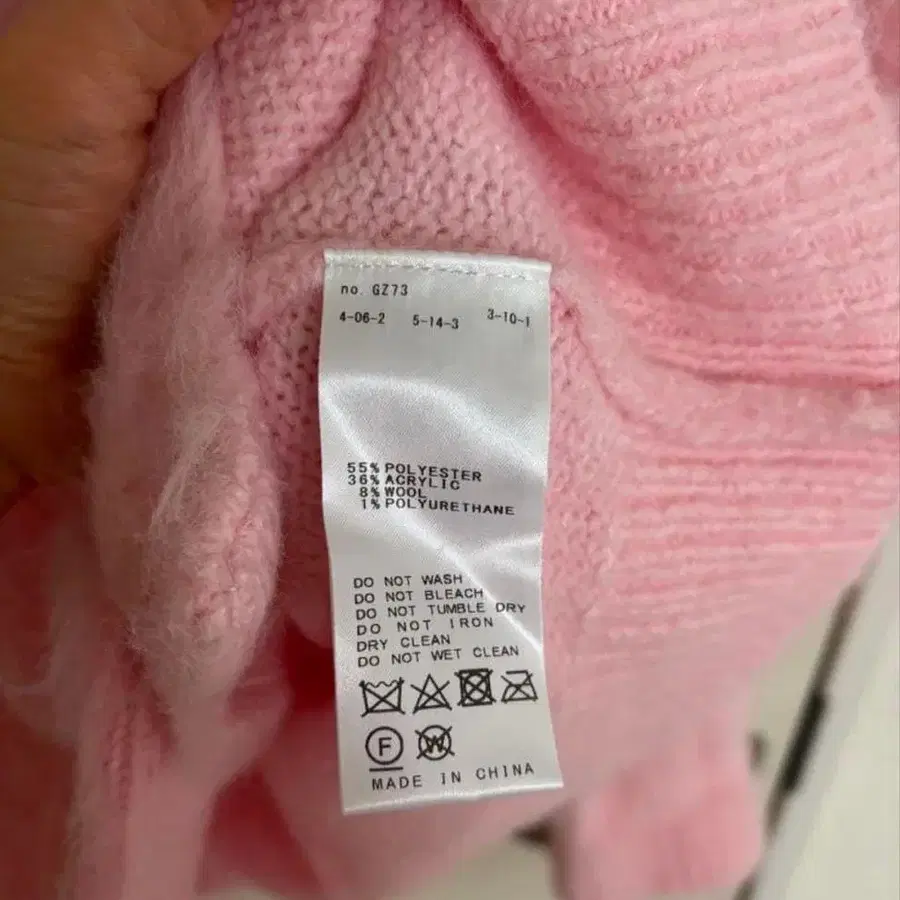 no. GZ73
4-06-2 5-14-3 3-10-1
55% POLYESTER
36% ACRYLIC
8% WOOL
1% POLYURETHANE
DO NOT WASH
DO NOT BLEACH
DO NOT TUMBLE DRY
DO NOT IRON
DRY CLEAN
DO NOT WET CLEAN
F W
MADE IN CHINA